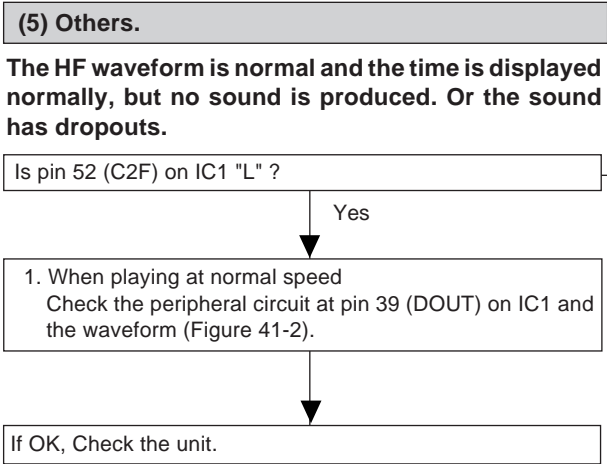 (5) Others.
The HF waveform is normal and the time is displayed
normally, but no sound is produced. Or the sound
has dropouts.
Is pin 52 (C2F) on IC1 "L" ?
Yes
1. When playing at normal speed
Check the peripheral circuit at pin 39 (DOUT) on IC1 and
the waveform (Figure 41-2).
If OK, Check the unit.